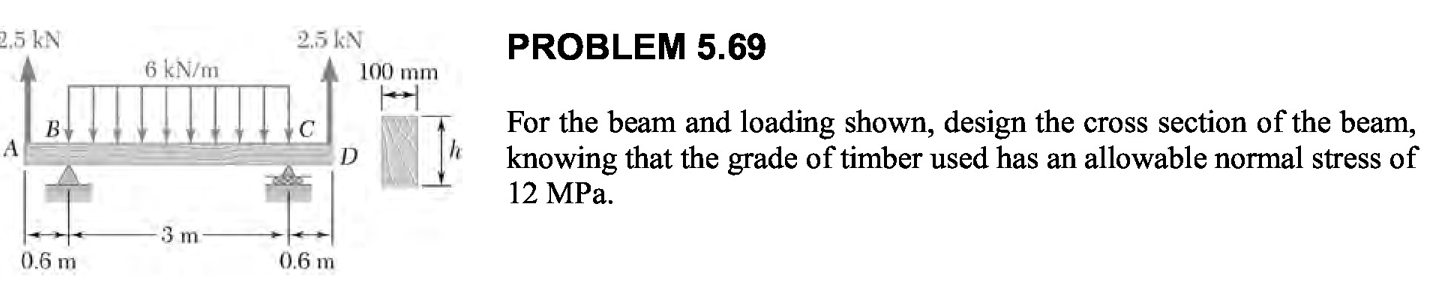 2.5 kN
2.5 kN
6 kN/m
100 mm
B
C
A
D
h
3 m
0.6 m
0.6 m
PROBLEM 5.69
For the beam and loading shown, design the cross section of the beam,
knowing that the grade of timber used has an allowable normal stress of
12 MPa.